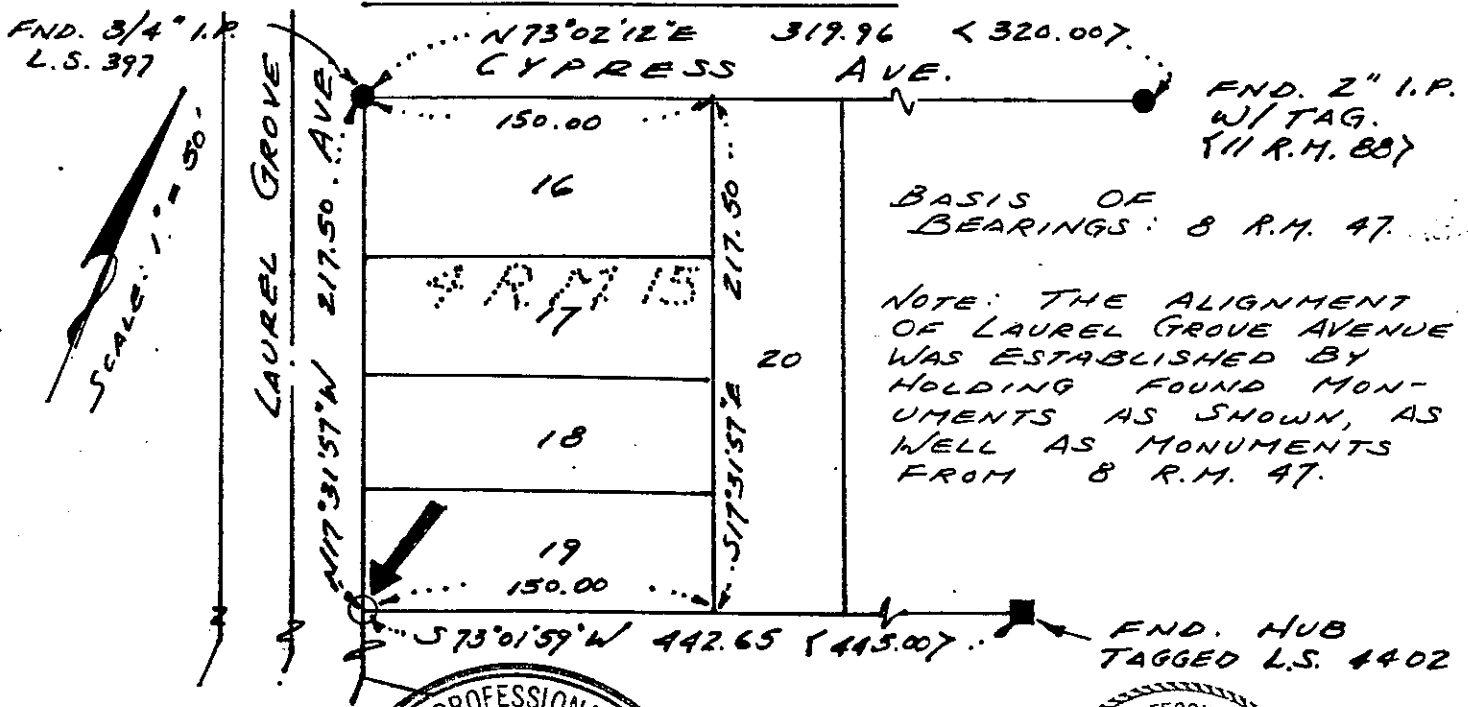 FND. 3/4" I.P.
L.S. 397
N73°02'12"E 319.96 <320.00>
CYPRESS AVE.
FND. 2" I.P.
W/ TAG.
{11 R.M. 88}
150.00
LAUREL GROVE AVE
SCALE: 1" = 50'
N17°31'57"W 217.50
16
4 R.M. 15
17
18
19
150.00
217.50
S17°31'57"E
20
BASIS OF
BEARINGS: 8 R.M. 47.
NOTE: THE ALIGNMENT
OF LAUREL GROVE AVENUE
WAS ESTABLISHED BY
HOLDING FOUND MON-
UMENTS AS SHOWN, AS
WELL AS MONUMENTS
FROM 8 R.M. 47.
S73°01'59"W 442.65 {445.00}
FND. HUB
TAGGED L.S. 4402
PROFESSIONA